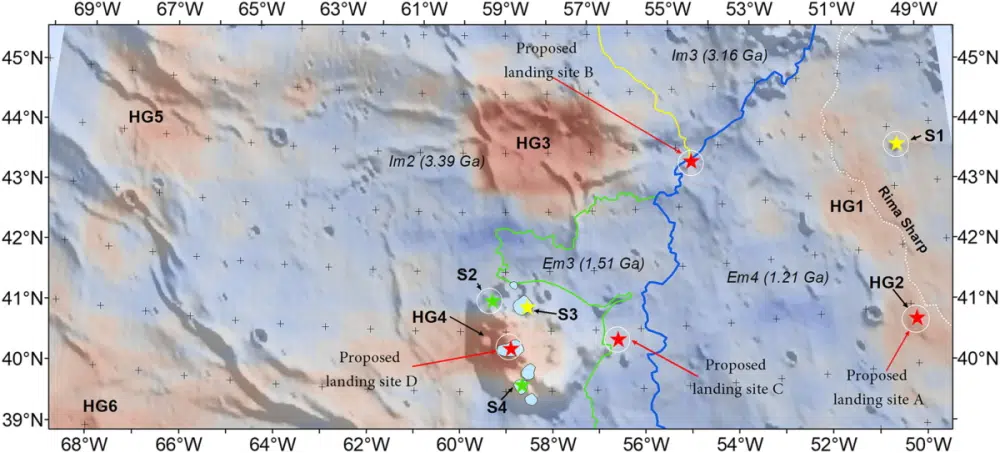 69°W 67°W 65°W 63°W 60°W 59°W 57°W 55°W 54°W 53°W 51°W 49°W
45°N
44°N
43°N
42°N
41°N
40°N
39°N
45°N
44°N
43°N
42°N
41°N
40°N
39°N
Proposed
landing site B
Im3 (3.16 Ga)
HG5
HG3
S1
Im2 (3.39 Ga)
HG1
Rima Sharp
Em3 (1.51 Ga)
Em4 (1.21 Ga)
S2
HG2
S3
HG4
Proposed
landing site D
Proposed
landing site C
Proposed
landing site A
S4
HG6
68°W 66°W 64°W 62°W 60°W 58°W 56°W 55°W 54°W 52°W 50°W